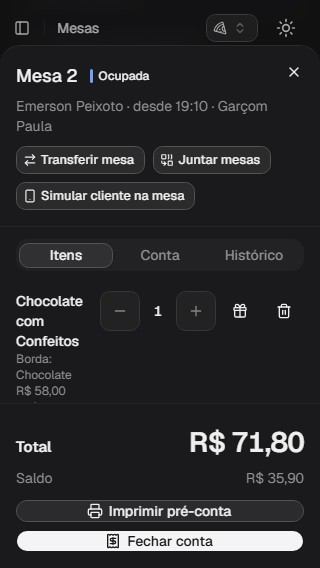 Mesas
Mesa 2
Ocupada
Emerson Peixoto · desde 19:10 · Garçom
Paula
Transferir mesa
Juntar mesas
Simular cliente na mesa
Itens
Conta
Histórico
Chocolate
com
Confeitos
1
Borda:
Chocolate
R$ 58,00
Total
R$ 71,80
Saldo
R$ 35,90
Imprimir pré-conta
Fechar conta